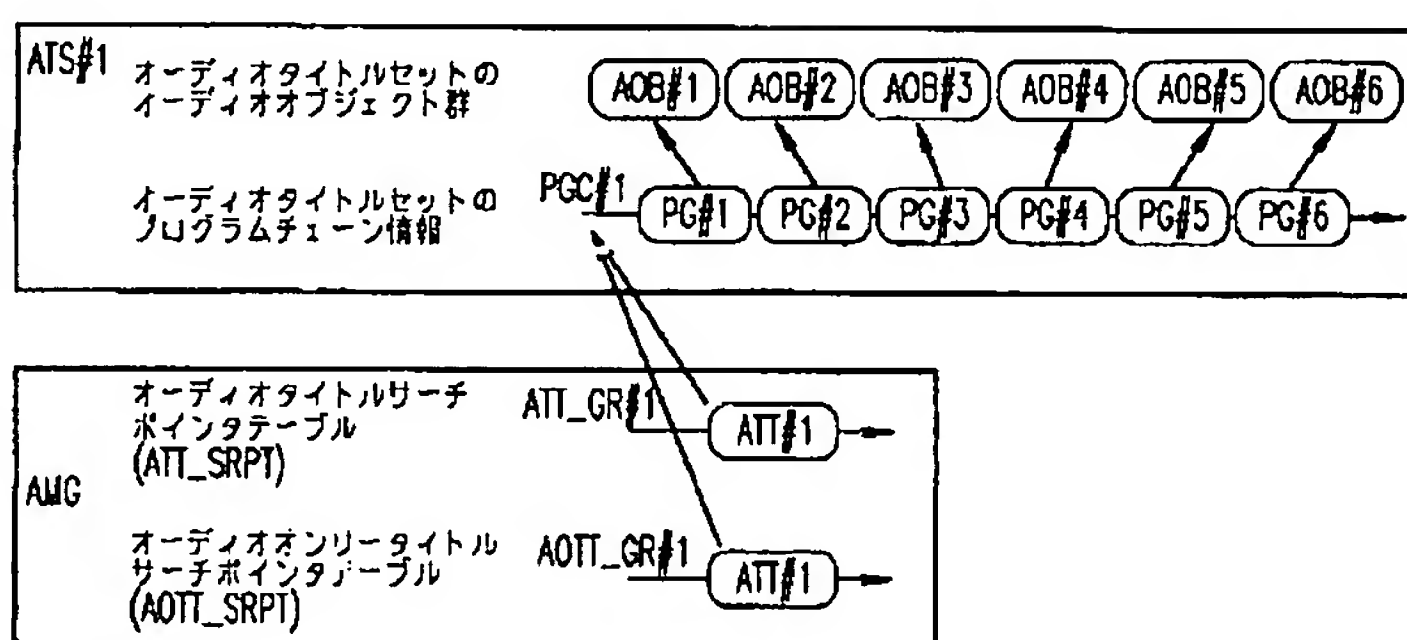 ATS#1
オーディオタイトルセットの
オーディオオブジェクト群
AOB#1 AOB#2 AOB#3 AOB#4 AOB#5 AOB#6
オーディオタイトルセットの
プログラムチェーン情報
PGC#1
PG#1 PG#2 PG#3 PG#4 PG#5 PG#6
AMG
オーディオタイトルサーチ
ポインタテーブル
(ATT_SRPT)
ATT_GR#1
ATT#1
オーディオオンリータイトル
サーチポインタテーブル
(AOTT_SRPT)
AOTT_GR#1
ATT#1